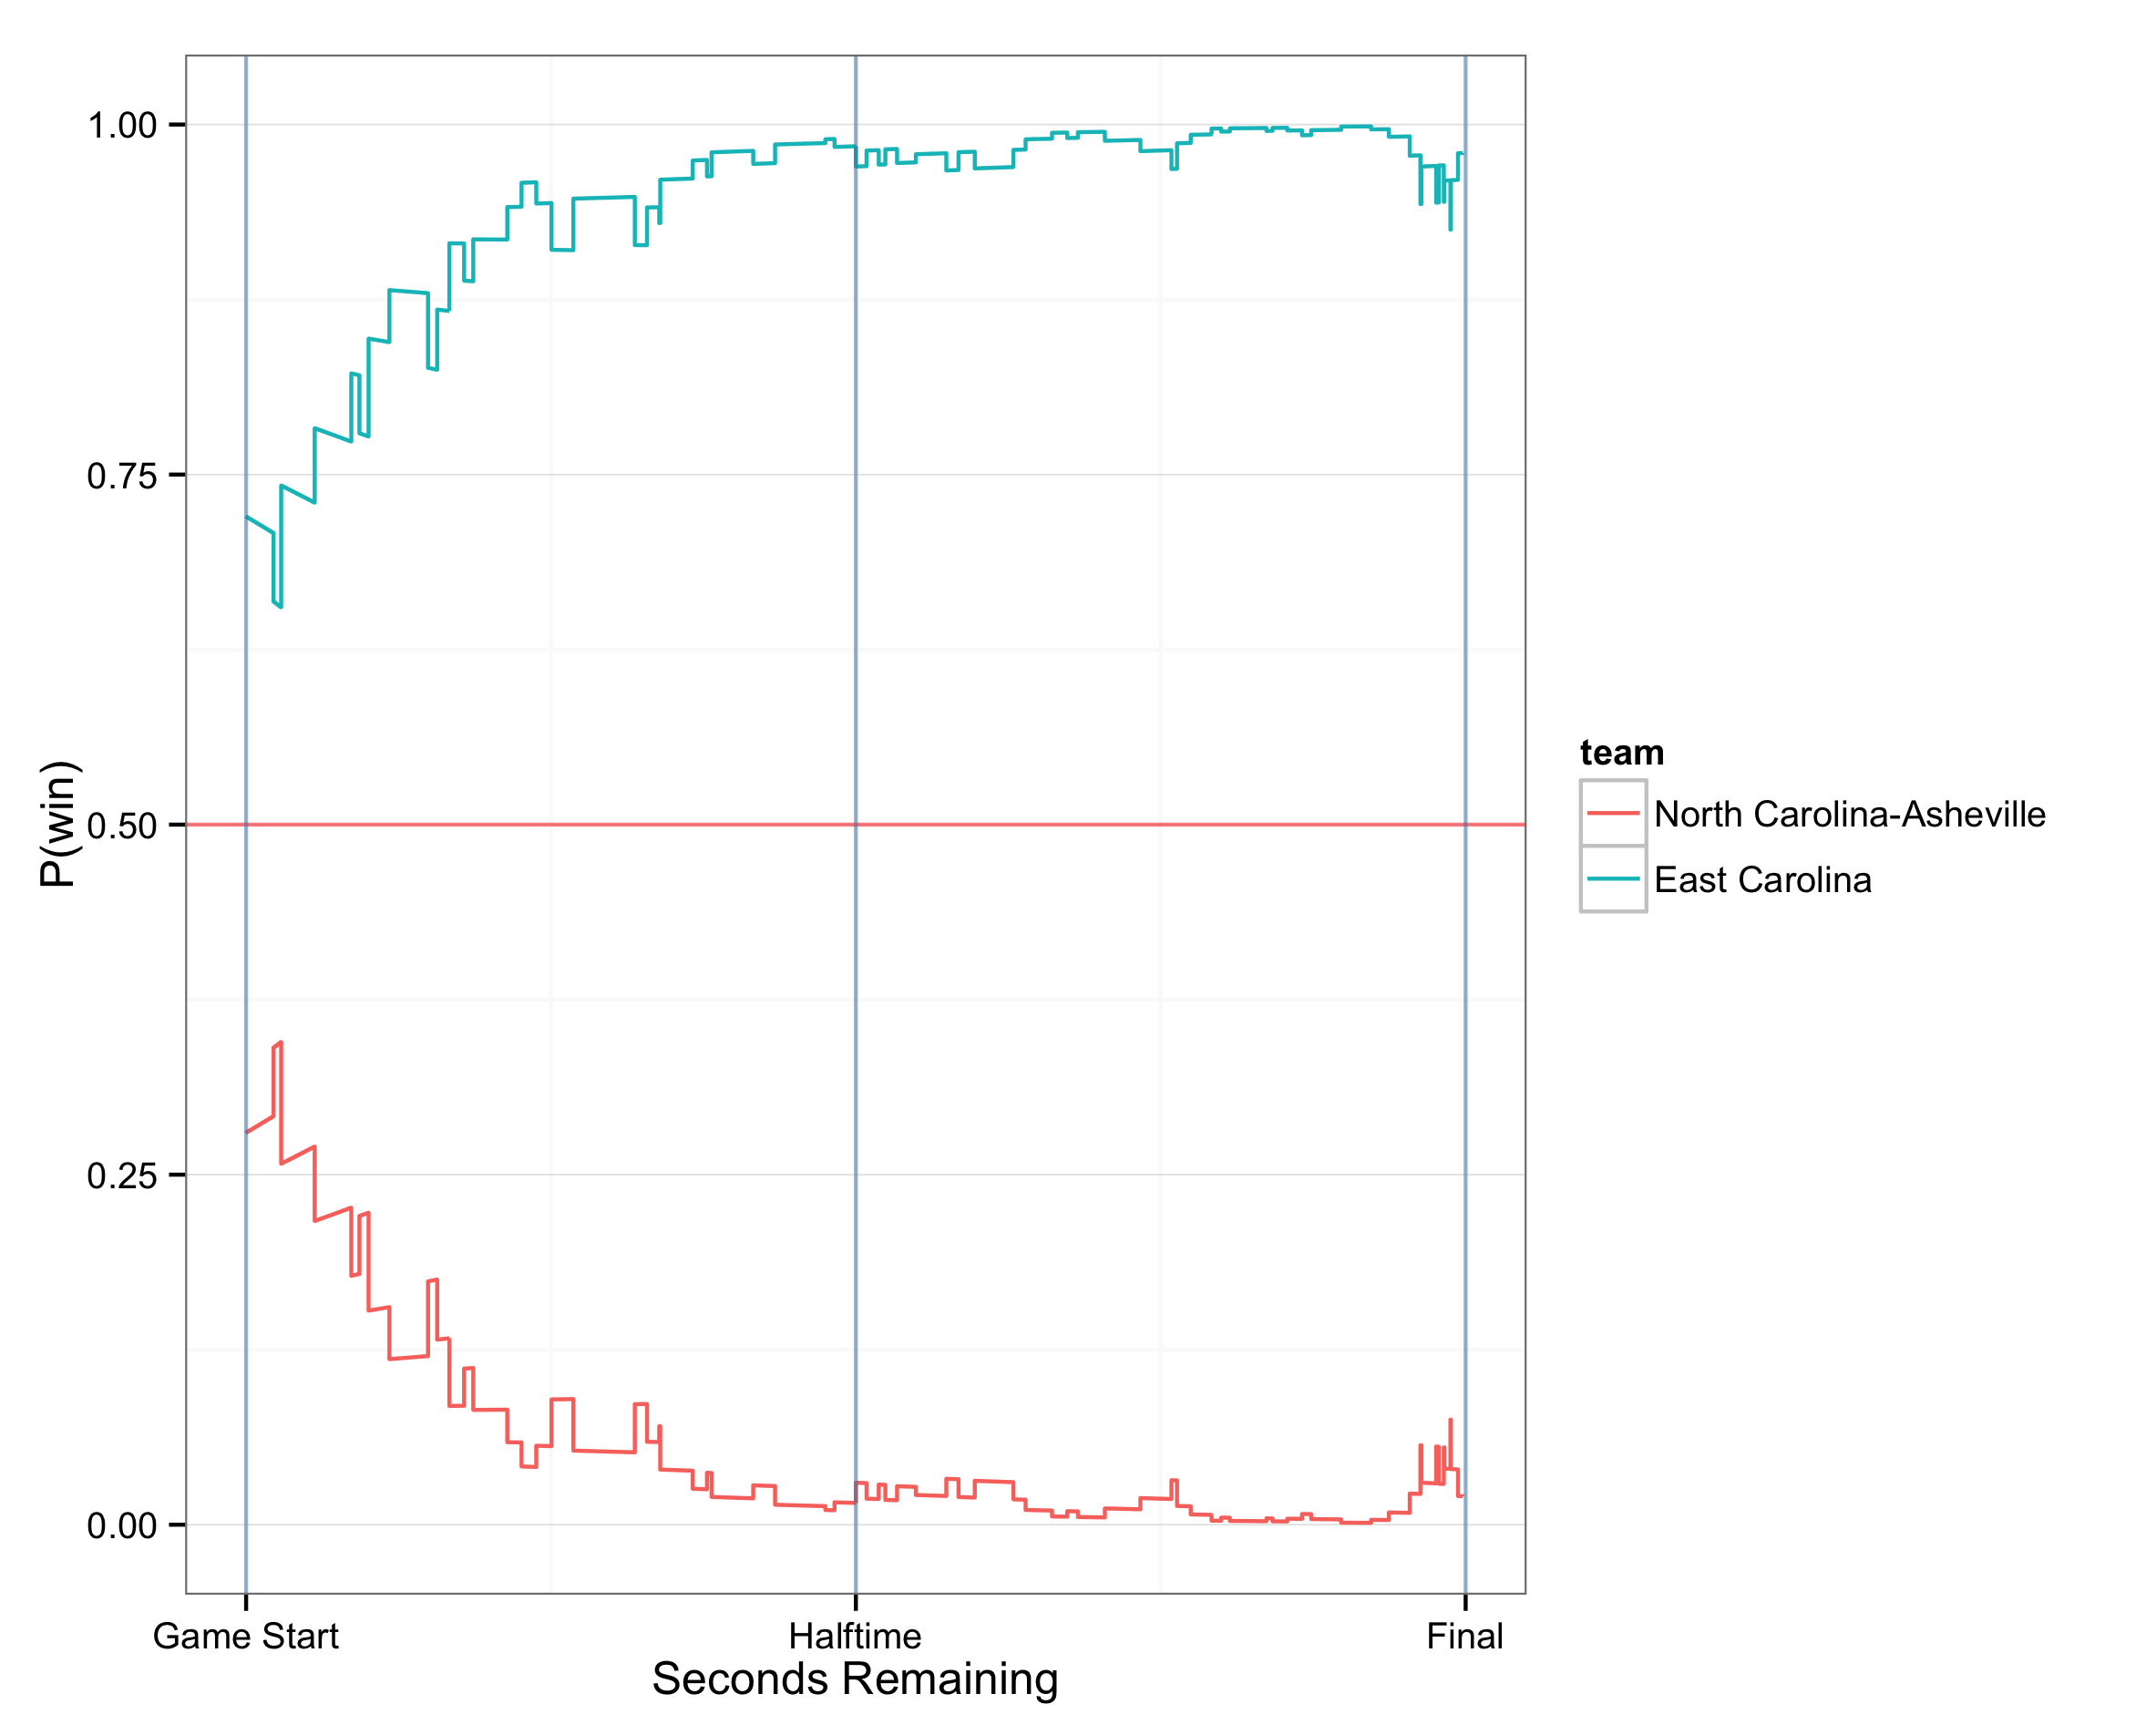 P(win)
1.00
0.75
0.50
0.25
0.00
Game Start
Halftime
Final
Seconds Remaining
team
North Carolina-Asheville
East Carolina